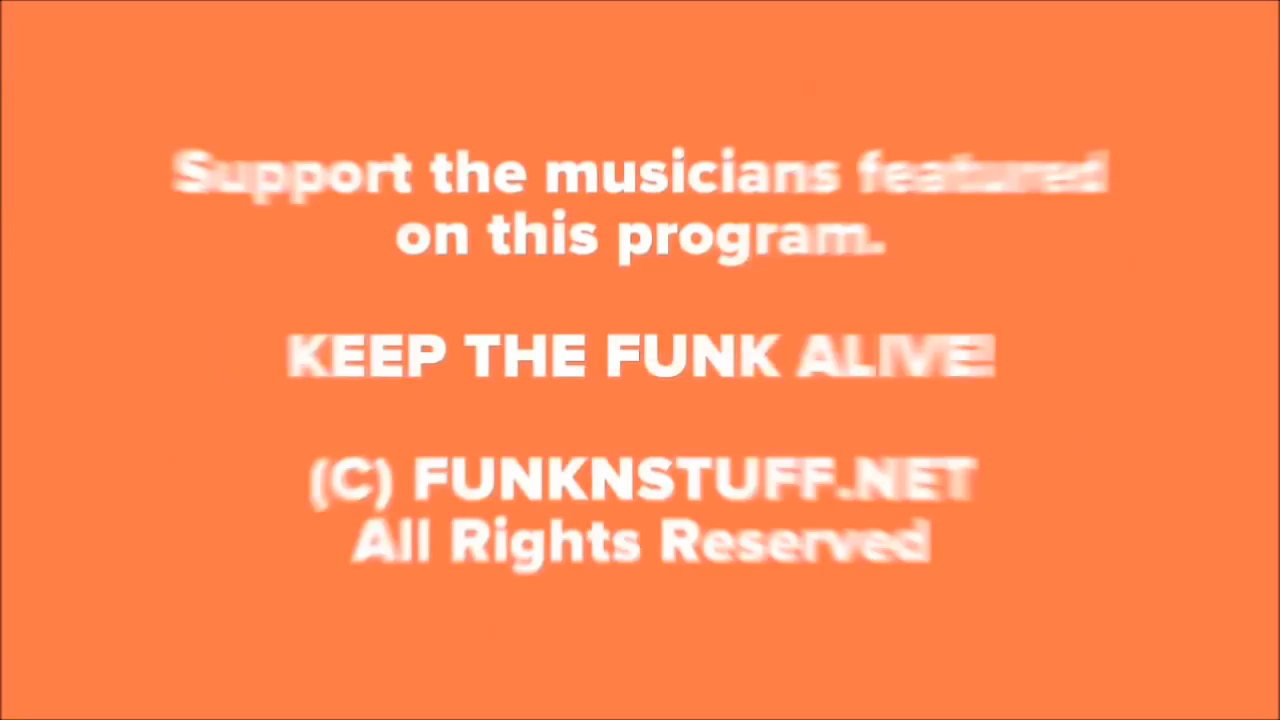 Support the musicians featured
on this program.
KEEP THE FUNK ALIVE!
(C) FUNKNSTUFF.NET
All Rights Reserved